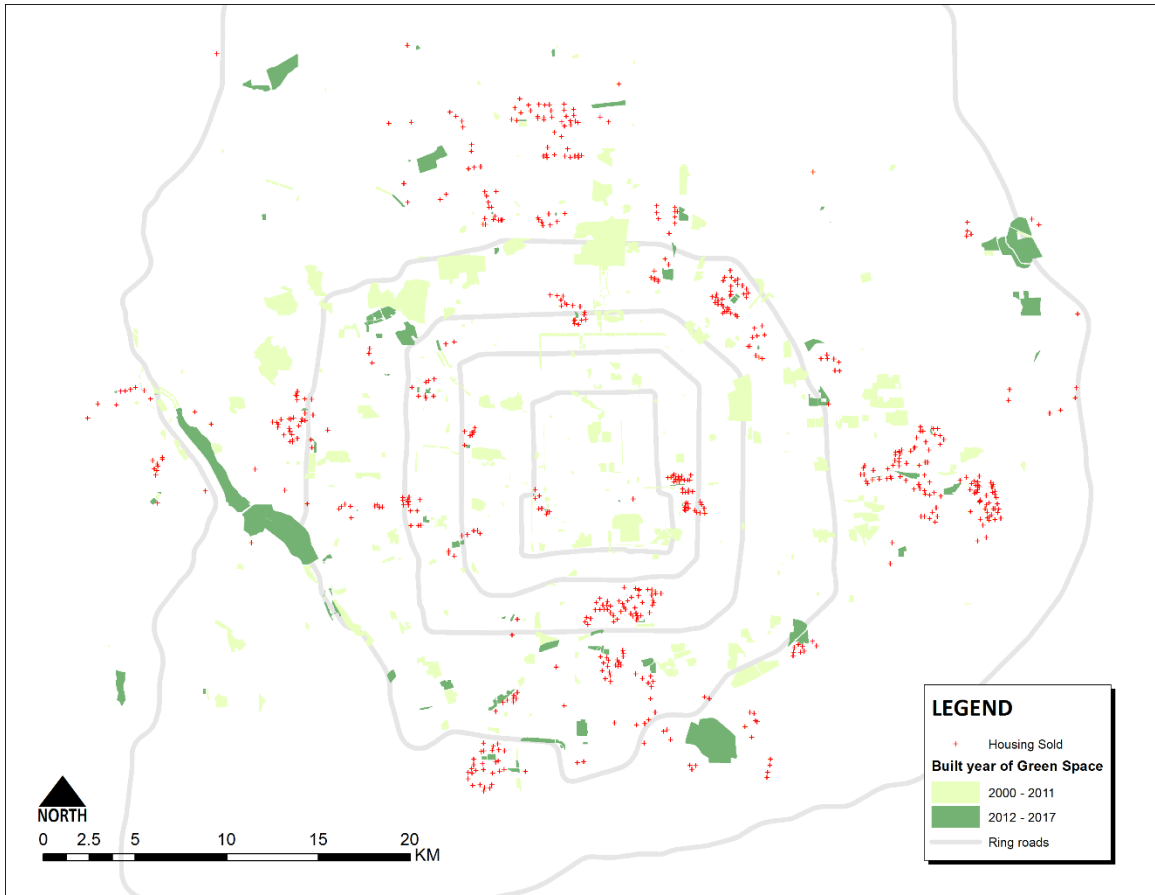 LEGEND
Housing Sold
Built year of Green Space
2000 - 2011
2012 - 2017
Ring roads
NORTH
0 2.5 5 10 15 20
KM